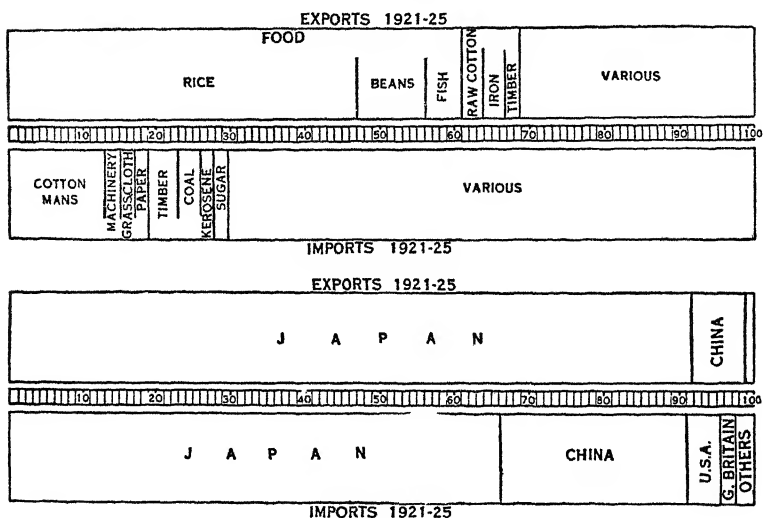 EXPORTS 1921-25
FOOD
RICE
BEANS
FISH
RAW COTTON
IRON
TIMBER
VARIOUS
10 20 30 40 50 60 70 80 90 100
COTTON
MANS
MACHINERY
GRASSCLOTH
PAPER
TIMBER
COAL
KEROSENE
SUGAR
VARIOUS
IMPORTS 1921-25
EXPORTS 1921-25
JAPAN
CHINA
10 20 30 40 50 60 70 80 90 100
JAPAN
CHINA
U.S.A.
G. BRITAIN
OTHERS
IMPORTS 1921-25